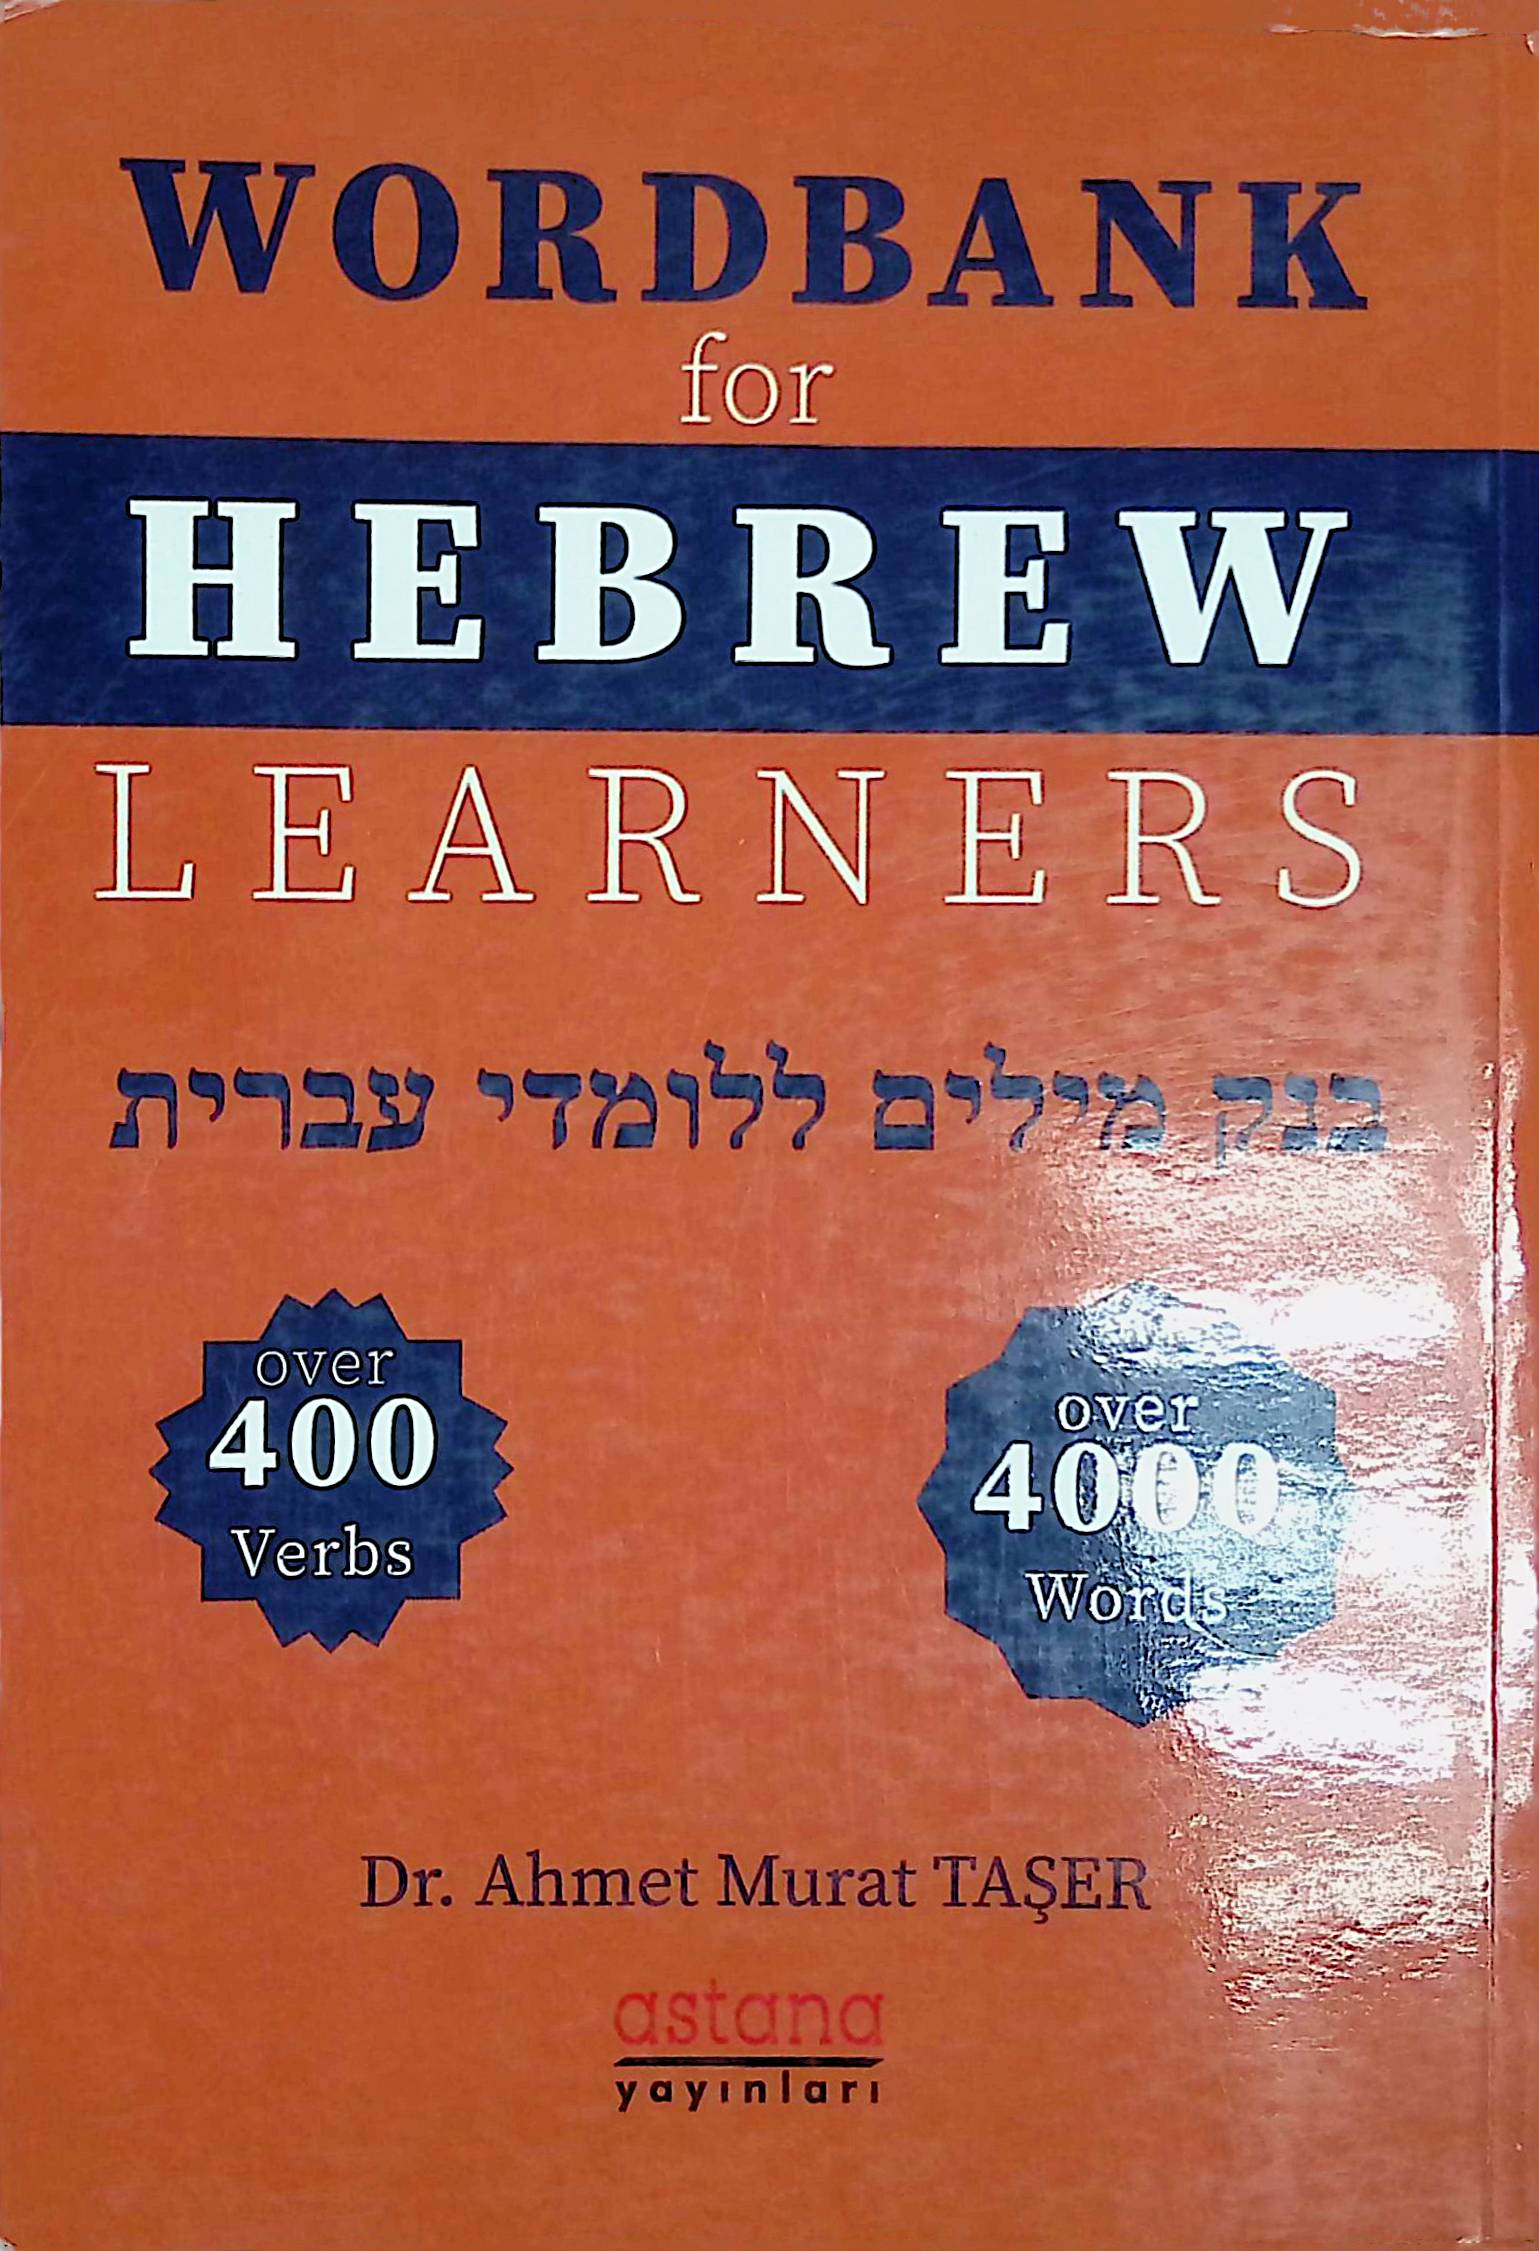 WORDBANK
for
HEBREW
LEARNERS
בנק מילים ללומדי עברית
over
400
Verbs
over
4000
Words
Dr. Ahmet Murat TAŞER
astana
yayınları